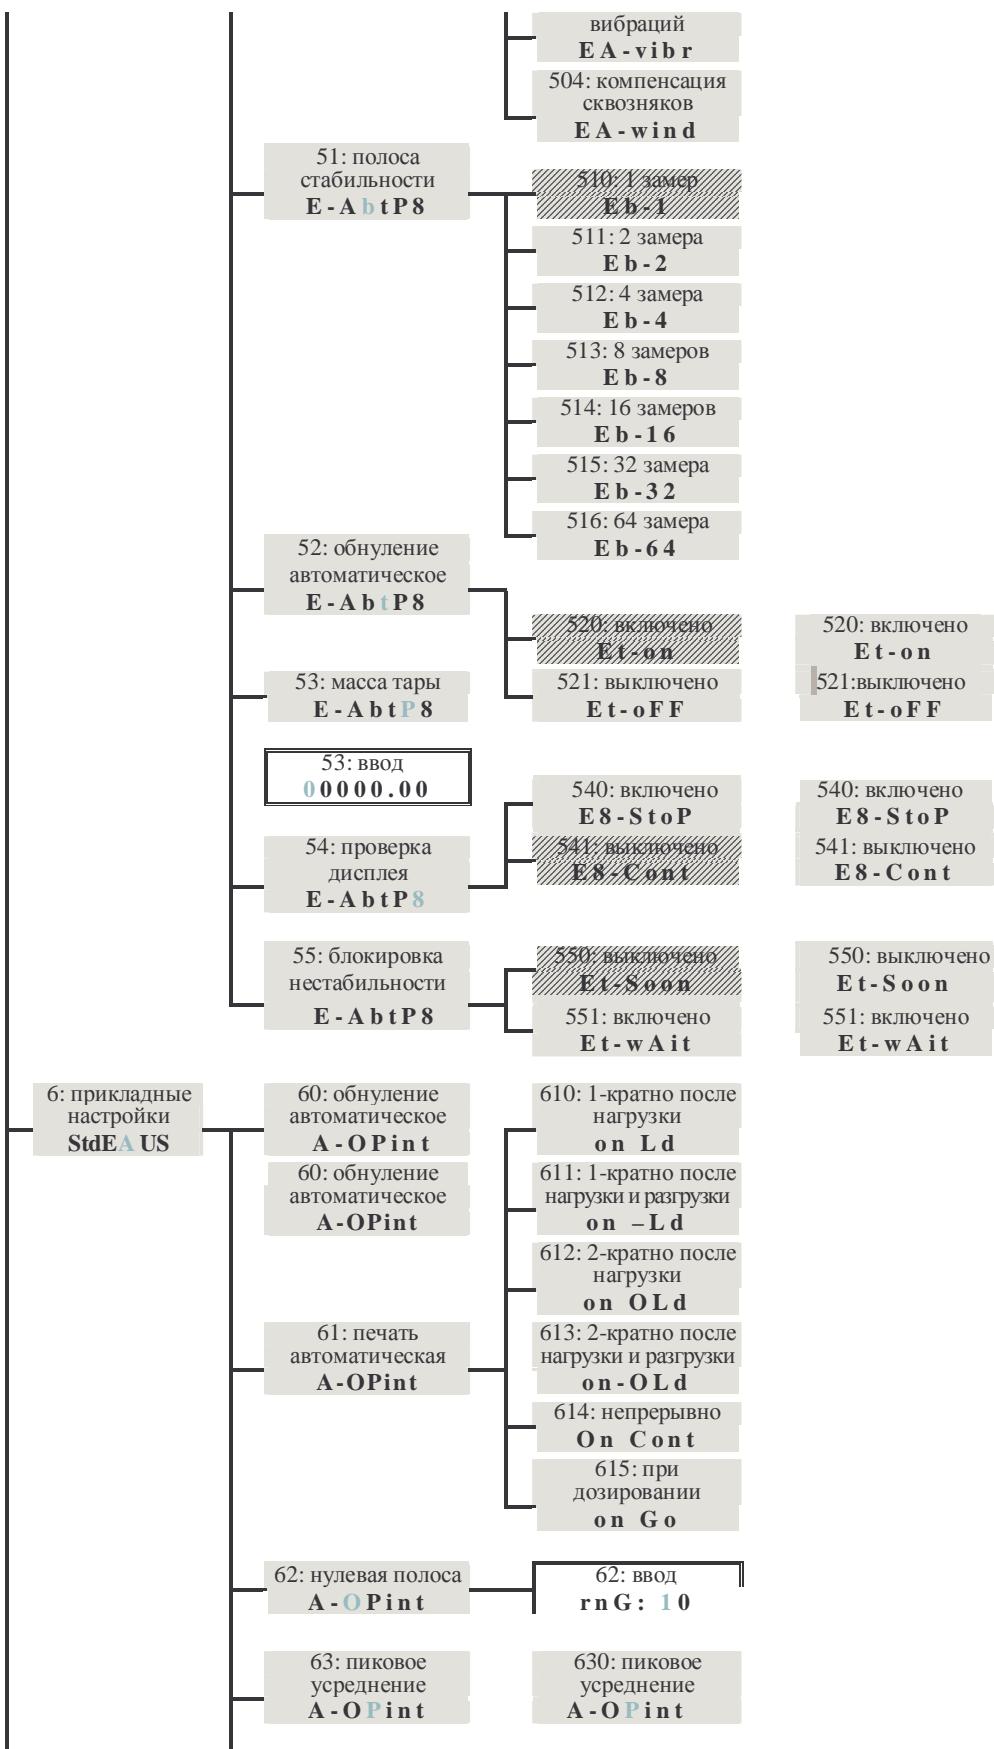 вибраций
EA-vibr
504: компенсация
сквозняков
EA-wind
51: полоса
стабильности
E-AbtP8
510: 1 замер
Eb-1
511: 2 замера
Eb-2
512: 4 замера
Eb-4
513: 8 замеров
Eb-8
514: 16 замеров
Eb-16
515: 32 замера
Eb-32
516: 64 замера
Eb-64
52: обнуление
автоматическое
E-AbtP8
520: включено
Et-on
520: включено
Et-on
53: масса тары
E-AbtP8
521: выключено
Et-oFF
521:выключено
Et-oFF
53: ввод
00000.00
540: включено
E8-StoP
540: включено
E8-StoP
54: проверка
дисплея
E-AbtP8
541: выключено
E8-Cont
541: выключено
E8-Cont
55: блокировка
нестабильности
E-AbtP8
550: выключено
Et-Soon
550: выключено
Et-Soon
551: включено
Et-wAit
551: включено
Et-wAit
6: прикладные
настройки
StdEA US
60: обнуление
автоматическое
A-OPint
610: 1-кратно после
нагрузки
on Ld
60: обнуление
автоматическое
A-OPint
611: 1-кратно после
нагрузки и разгрузки
on –Ld
612: 2-кратно после
нагрузки
on OLd
61: печать
автоматическая
A-OPint
613: 2-кратно после
нагрузки и разгрузки
on-OLd
614: непрерывно
On Cont
615: при
дозировании
on Go
62: нулевая полоса
A-OPint
62: ввод
rnG: 10
63: пиковое
усреднение
A-OPint
630: пиковое
усреднение
A-OPint